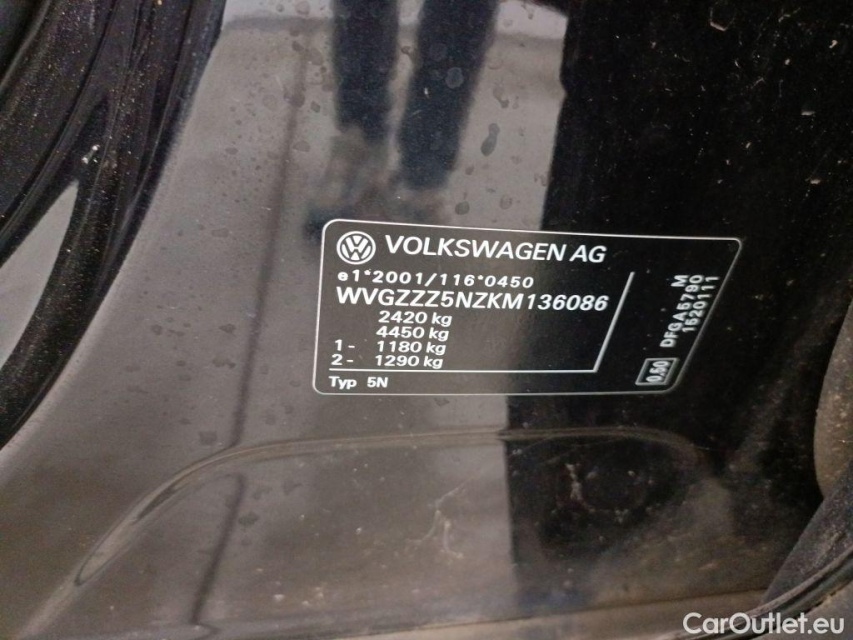 VOLKSWAGEN AG
e1*2001/116*0450
WVGZZZ5NZKM136086
2420 kg
4450 kg
1- 1180 kg
2- 1290 kg
Typ 5N
M
DFGA5790
1520111
0.50
CarOutlet.eu